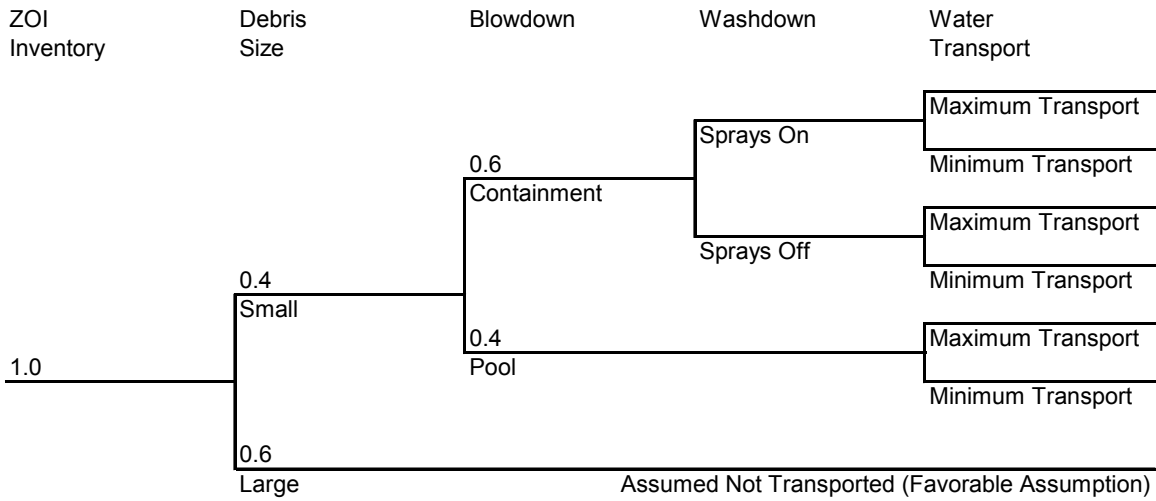 ZOI
Inventory
Debris
Size
Blowdown
Washdown
Water
Transport
Maximum Transport
Sprays On
Minimum Transport
0.6
Containment
Maximum Transport
Sprays Off
Minimum Transport
0.4
Small
Maximum Transport
0.4
Pool
1.0
Minimum Transport
0.6
Large
Assumed Not Transported (Favorable Assumption)